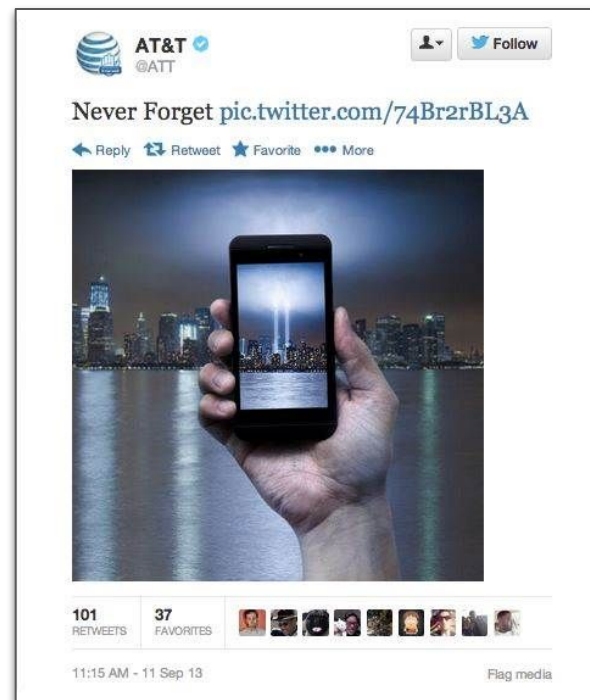 AT&T
@ATT
Follow
Never Forget pic.twitter.com/74Br2rBL3A
Reply Retweet Favorite More
101 RETWEETS
37 FAVORITES
11:15 AM - 11 Sep 13
Flag media